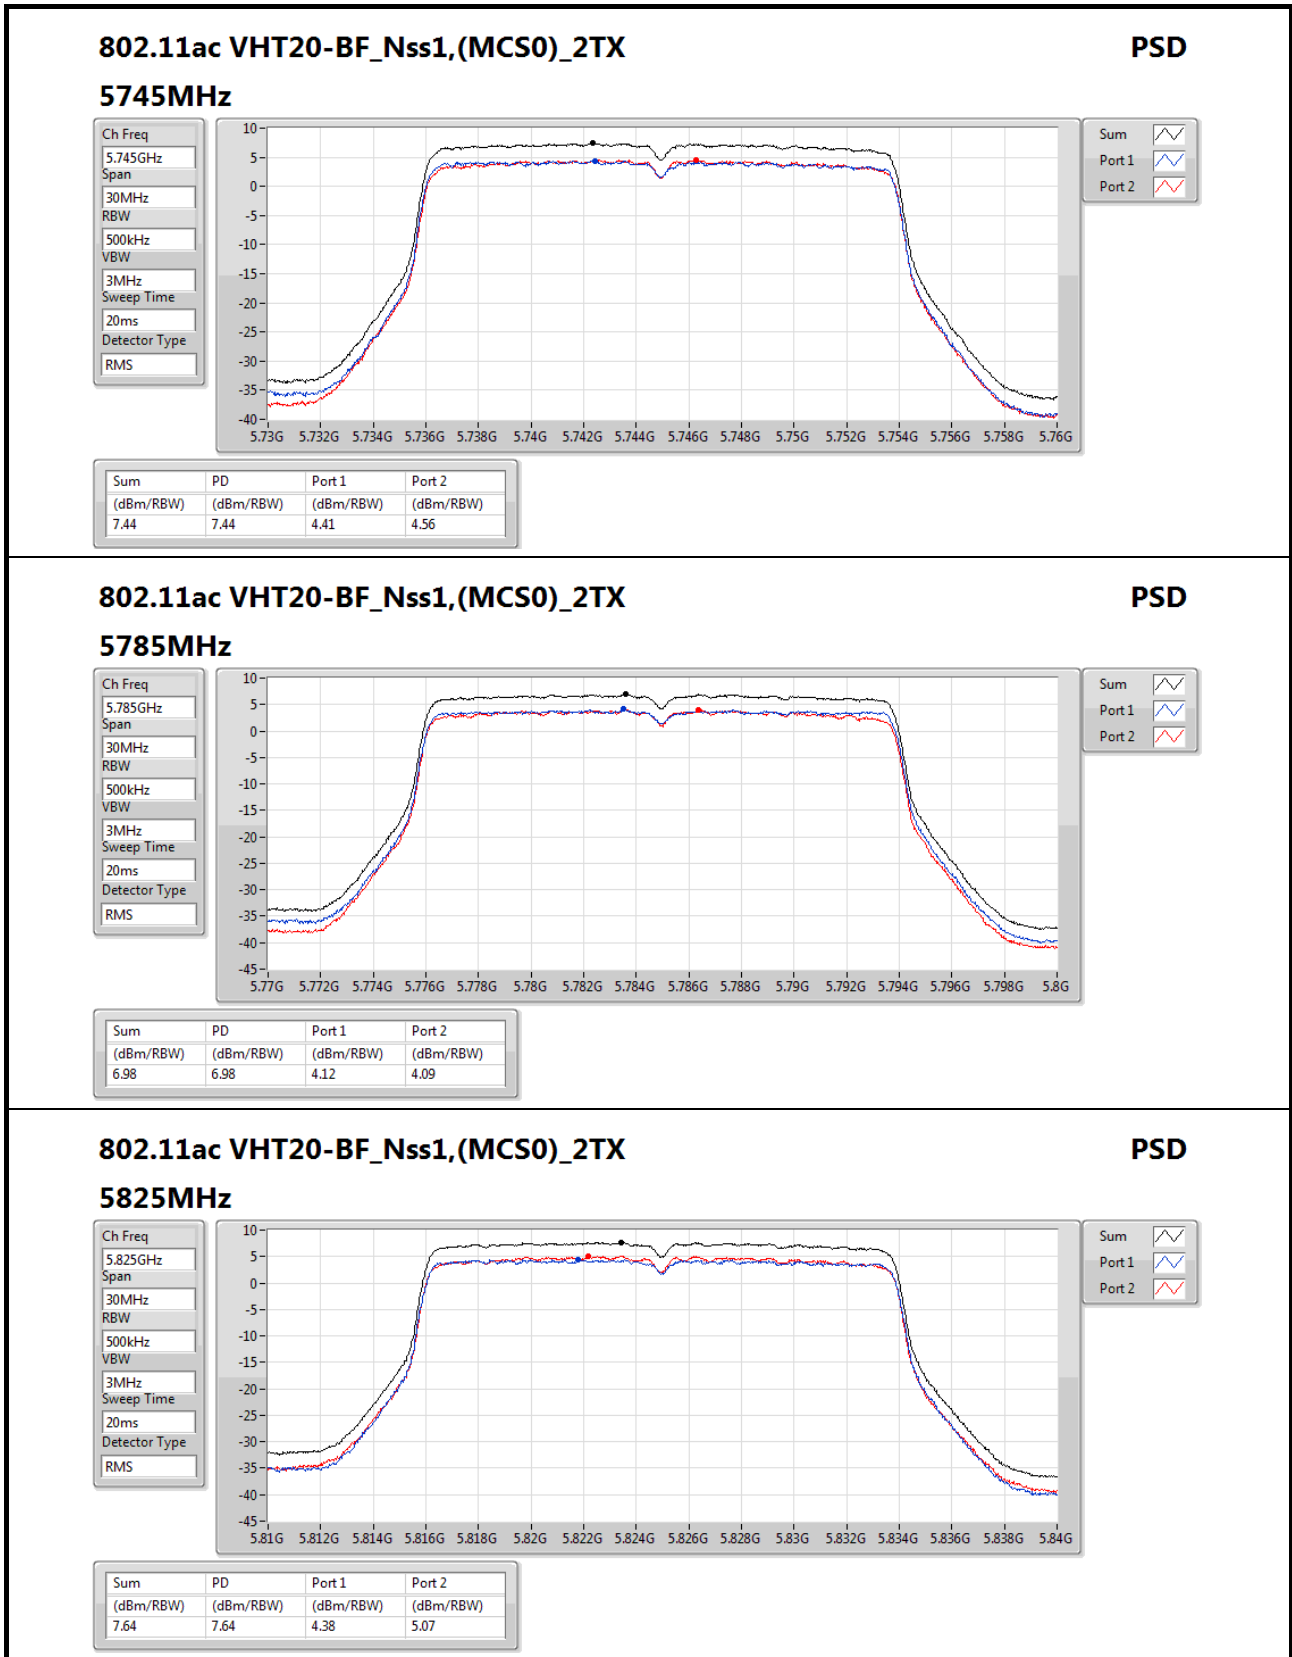 802.11ac VHT20-BF_Nss1,(MCS0)_2TX PSD
5745MHz
Ch Freq
5.745GHz
Span
30MHz
RBW
500kHz
VBW
3MHz
Sweep Time
20ms
Detector Type
RMS
10
5
0
-5
-10
-15
-20
-25
-30
-35
-40
5.73G 5.732G 5.734G 5.736G 5.738G 5.74G 5.742G 5.744G 5.746G 5.748G 5.75G 5.752G 5.754G 5.756G 5.758G 5.76G
Sum
Port 1
Port 2
Sum PD Port 1 Port 2
(dBm/RBW) (dBm/RBW) (dBm/RBW) (dBm/RBW)
7.44 7.44 4.41 4.56
802.11ac VHT20-BF_Nss1,(MCS0)_2TX PSD
5785MHz
Ch Freq
5.785GHz
Span
30MHz
RBW
500kHz
VBW
3MHz
Sweep Time
20ms
Detector Type
RMS
10
5
0
-5
-10
-15
-20
-25
-30
-35
-40
-45
5.77G 5.772G 5.774G 5.776G 5.778G 5.78G 5.782G 5.784G 5.786G 5.788G 5.79G 5.792G 5.794G 5.796G 5.798G 5.8G
Sum
Port 1
Port 2
Sum PD Port 1 Port 2
(dBm/RBW) (dBm/RBW) (dBm/RBW) (dBm/RBW)
6.98 6.98 4.12 4.09
802.11ac VHT20-BF_Nss1,(MCS0)_2TX PSD
5825MHz
Ch Freq
5.825GHz
Span
30MHz
RBW
500kHz
VBW
3MHz
Sweep Time
20ms
Detector Type
RMS
10
5
0
-5
-10
-15
-20
-25
-30
-35
-40
-45
5.81G 5.812G 5.814G 5.816G 5.818G 5.82G 5.822G 5.824G 5.826G 5.828G 5.83G 5.832G 5.834G 5.836G 5.838G 5.84G
Sum
Port 1
Port 2
Sum PD Port 1 Port 2
(dBm/RBW) (dBm/RBW) (dBm/RBW) (dBm/RBW)
7.64 7.64 4.38 5.07